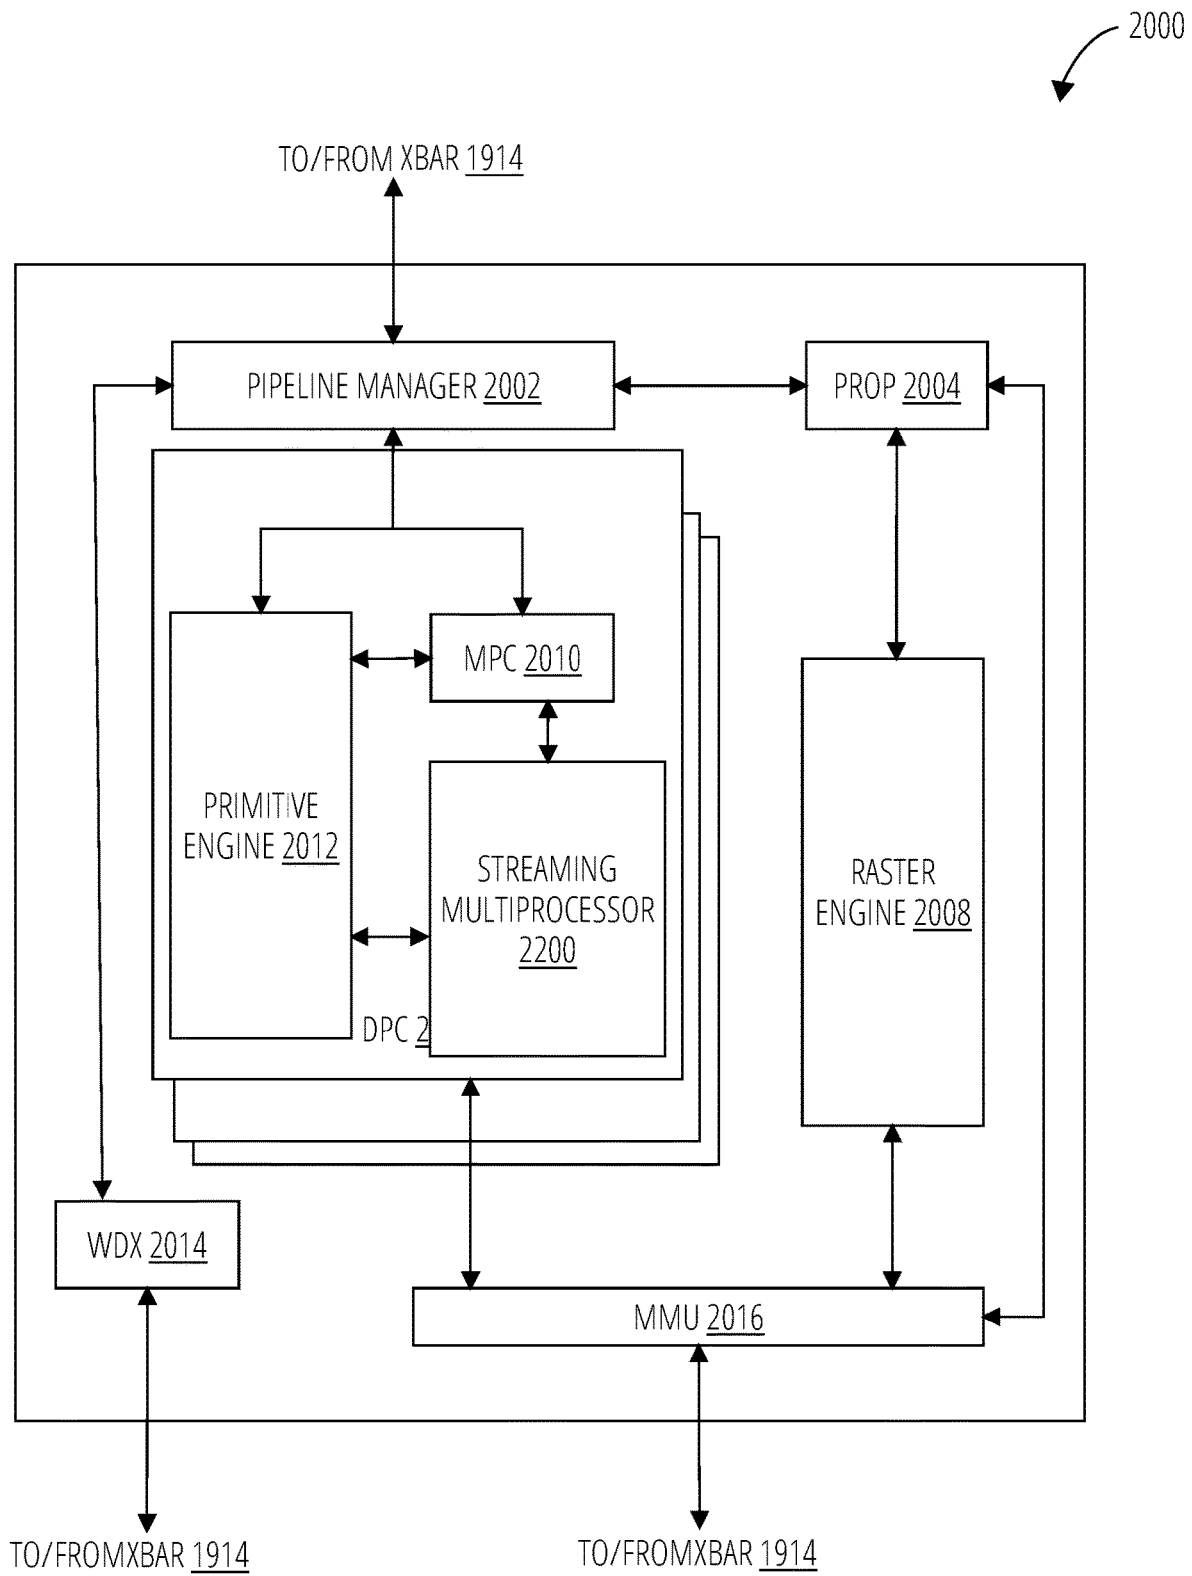 2000
TO/FROM XBAR 1914
PIPELINE MANAGER 2002
PROP 2004
MPC 2010
PRIMITIVE
ENGINE 2012
STREAMING
MULTIPROCESSOR
2200
RASTER
ENGINE 2008
DPC 2
WDX 2014
MMU 2016
TO/FROMXBAR 1914
TO/FROMXBAR 1914